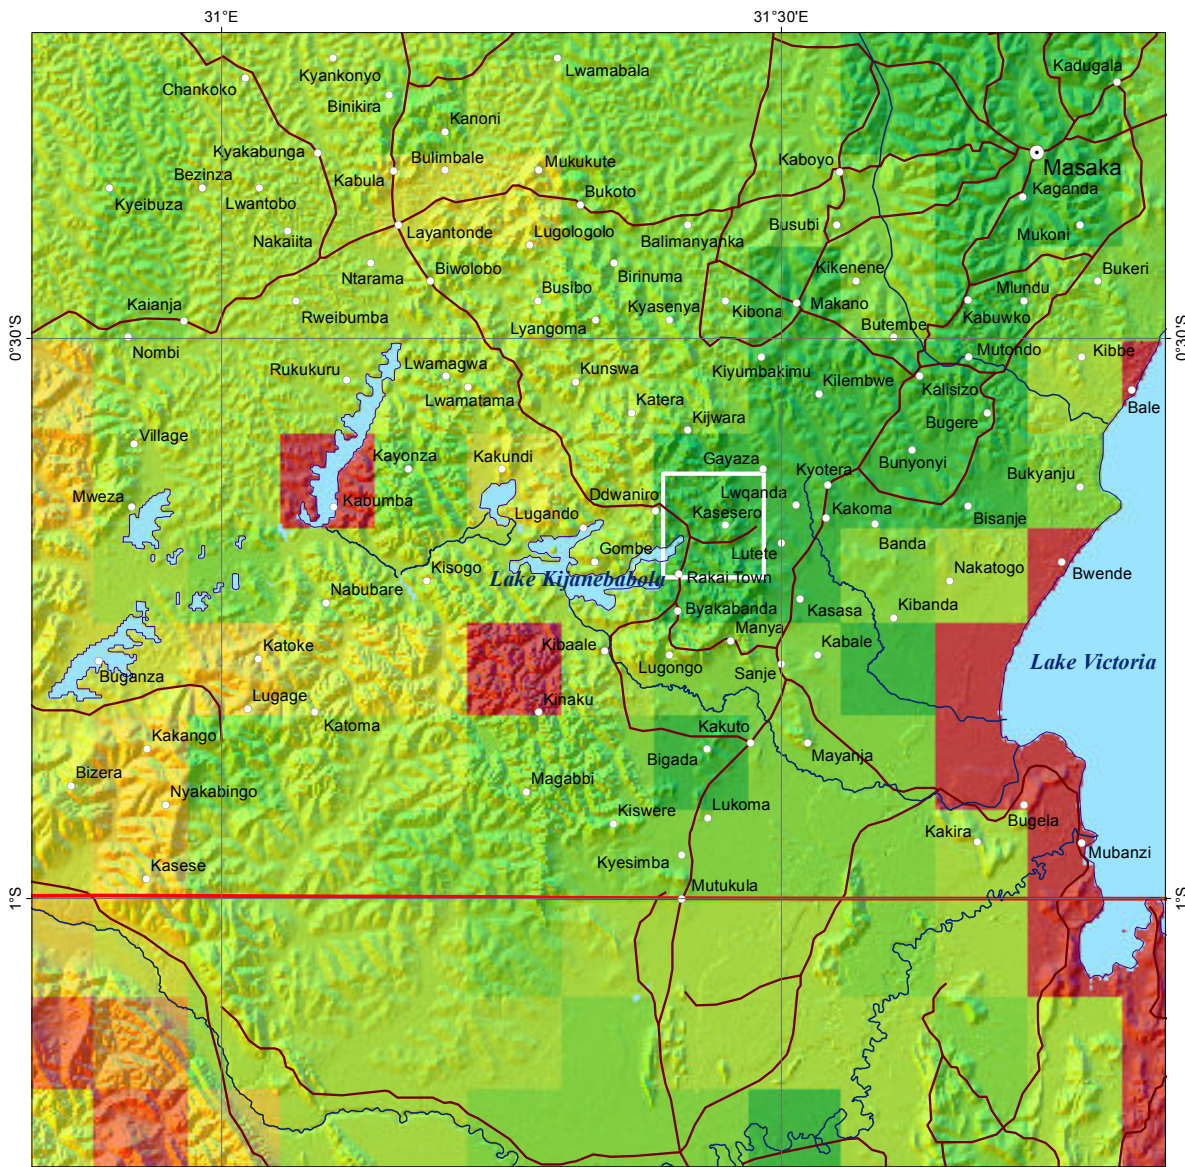 31°E
31°30'E
Kadugala
Lwamabala
Kyankonyo
Chankoko
Binikira
Kanoni
Kyakabunga
Bulimbale
Mukukute
Kaboyo
Masaka
Bezinza
Kabula
Bukoto
Kaganda
Kyeibuza
Lwantobo
Busubi
Layantonde
Lugologolo
Balimanyanka
Mukoni
Nakaiita
Ntarama
Biwolobo
Birinuma
Kikenene
Bukeri
Busibo
Mlundu
Kaianja
Rweibumba
Kyasenya
Kibona
Makano
Kabuwko
Lyangoma
Butembe
0°30'S
0°30'S
Nombi
Mutondo
Kibbe
Rukukuru
Lwamagwa
Kunswa
Kiyumbakimu
Kilembwe
Kalisizo
Lwamatama
Katera
Bale
Kijwara
Bugere
Village
Kayonza
Kakundi
Gayaza
Kyotera
Bunyonyi
Bukyanju
Mweza
Kabumba
Ddwaniro
Lwqanda
Lugando
Kasesero
Kakoma
Bisanje
Gombe
Lutete
Banda
Kisogo
Lake Kijanebabola
Rakai Town
Nakatogo
Bwende
Nabubare
Byakabanda
Kasasa
Kibanda
Katoke
Kibaale
Manya
Kabale
Lake Victoria
Buganza
Lugongo
Sanje
Lugage
Kinaku
Katoma
Kakango
Kakuto
Bigada
Mayanja
Bizera
Magabbi
Nyakabingo
Kiswere
Lukoma
Bugela
Kakira
Kasese
Kyesimba
Mubanzi
Mutukula
1°S
1°S